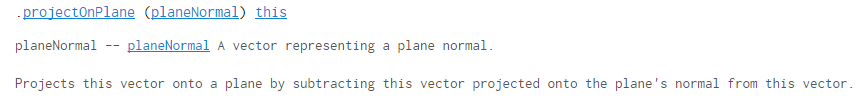 .projectOnPlane (planeNormal) this
planeNormal -- planeNormal A vector representing a plane normal.
Projects this vector onto a plane by subtracting this vector projected onto the plane's normal from this vector.